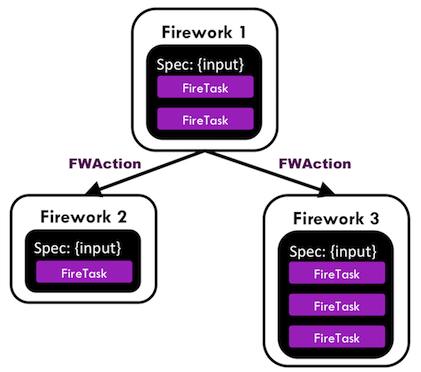 Firework 1
Spec: {input}
FireTask
FireTask
FWAction
FWAction
Firework 2
Spec: {input}
FireTask
Firework 3
Spec: {input}
FireTask
FireTask
FireTask